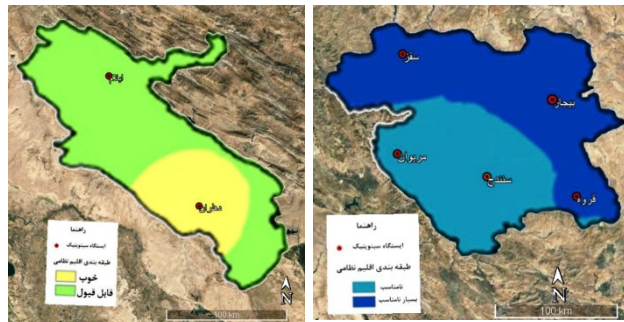 ایلام
دهلران
راهنما
ایستگاه سینوپتیک
طبقه بندی اقلیم نظامی
خوب
قابل قبول
N
100 km
سقز
بیجار
مریوان
سنندج
قروه
راهنما
ایستگاه سینوپتیک
طبقه بندی اقلیم نظامی
نامناسب
بسیار نامناسب
N
100 km